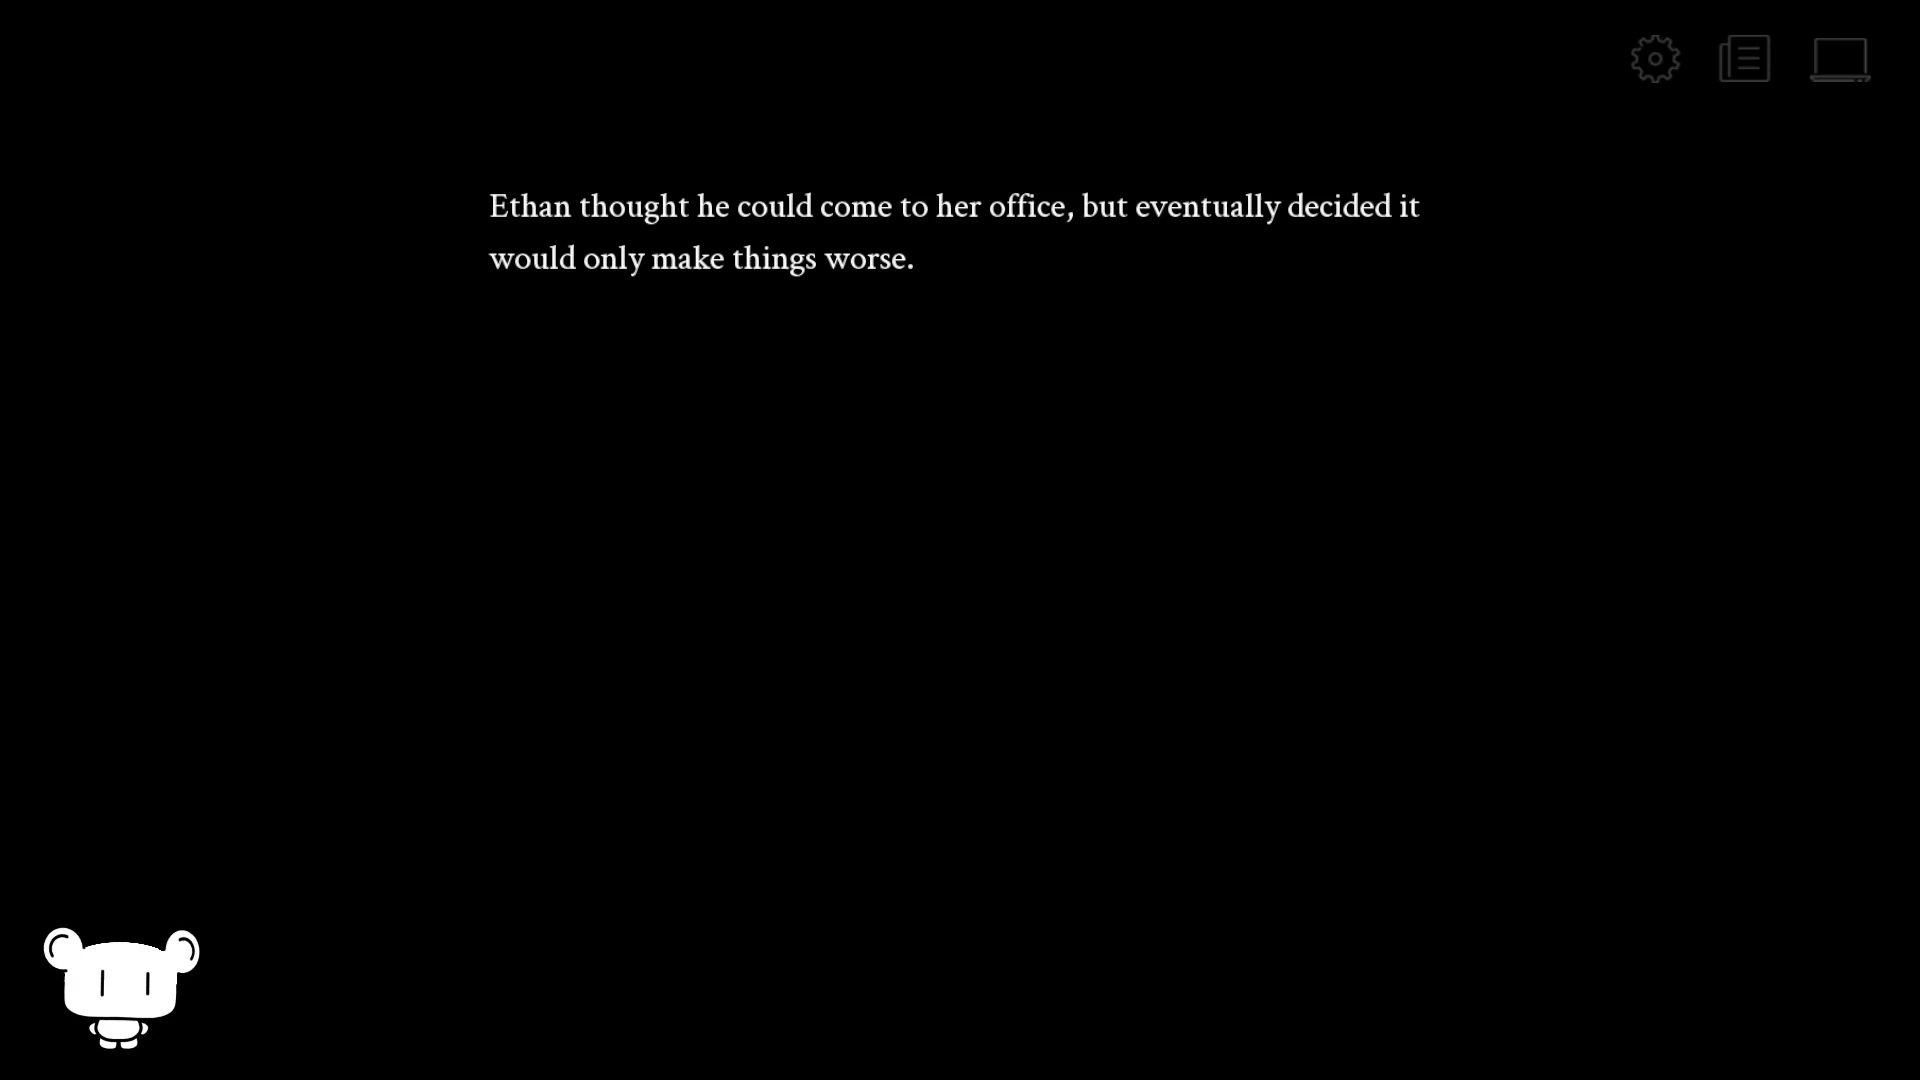 Ethan thought he could come to her office, but eventually decided it
would only make things worse.